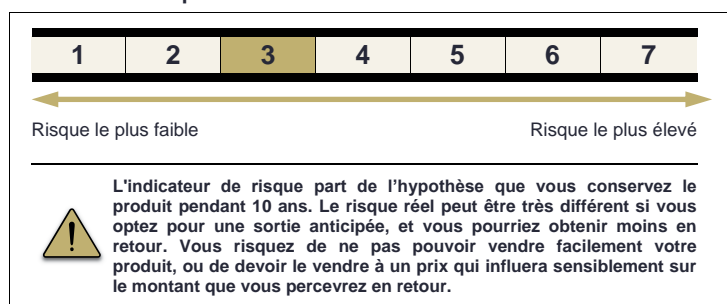 1 2 3 4 5 6 7
Risque le plus faible Risque le plus élevé
L'indicateur de risque part de l’hypothèse que vous conservez le
produit pendant 10 ans. Le risque réel peut être très différent si vous
optez pour une sortie anticipée, et vous pourriez obtenir moins en
retour. Vous risquez de ne pas pouvoir vendre facilement votre
produit, ou de devoir le vendre à un prix qui influera sensiblement sur
le montant que vous percevrez en retour.